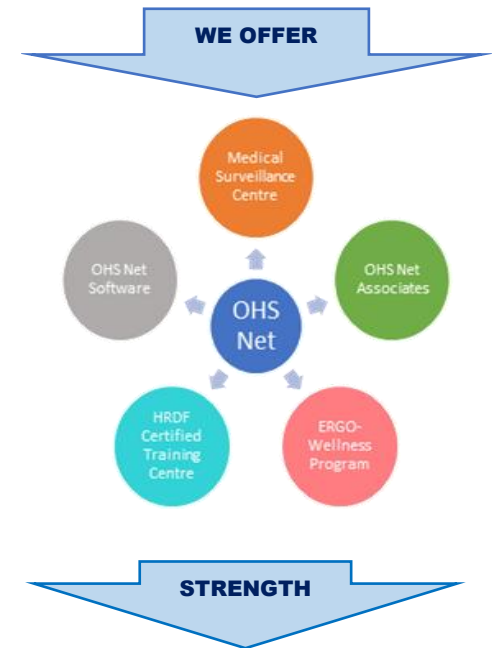 WE OFFER
Medical
Surveillance
Centre
OHS Net
Software
OHS Net
Associates
OHS
Net
HRDF
Certified
Training
Centre
ERGO-
Wellness
Program
STRENGTH